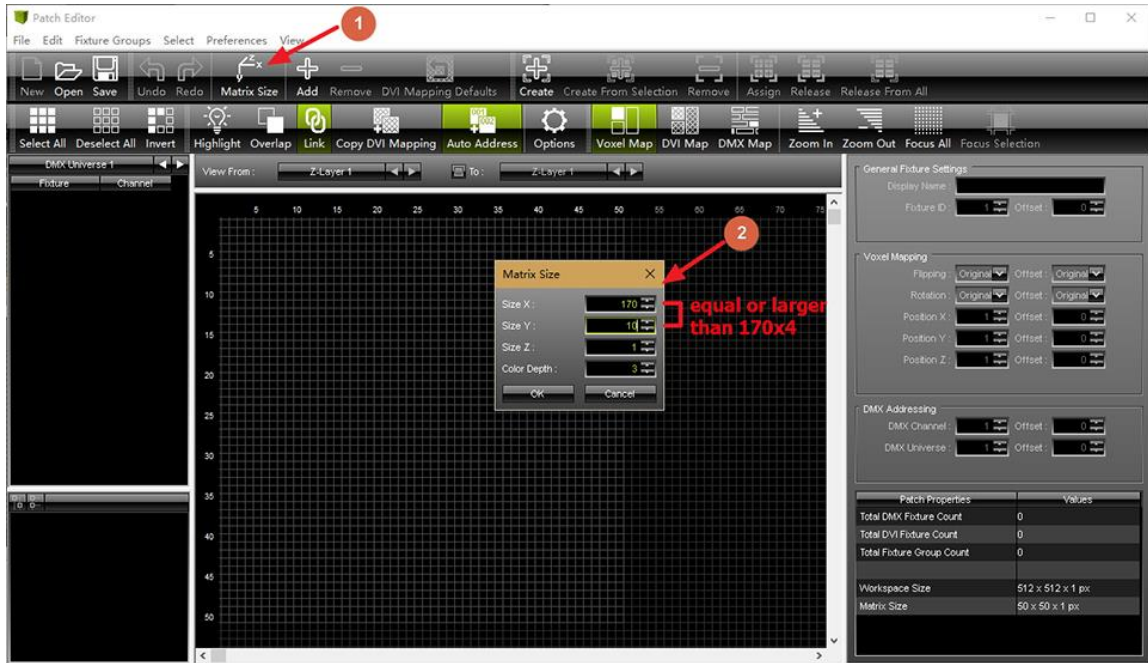 Patch Editor
File Edit Fixture Groups Select Preferences View
1
New Open Save Undo Redo Matrix Size Add Remove DVI Mapping Defaults Create Create From Selection Remove Assign Release Release From All
Select All Deselect All Invert Highlight Overlap Link Copy DVI Mapping Auto Address Options Voxel Map DVI Map DMX Map Zoom In Zoom Out Focus All Focus Selection
DMX Universe 1
Fixture Channel
View From : Z-Layer 1 To : Z-Layer 1
5 10 15 20 25 30 35 40 45 50 55 60 65 70 75
5
10
15
20
25
30
35
40
45
50
2
Matrix Size
Size X : 170
Size Y : 10
Size Z : 1
Color Depth : 3
OK Cancel
equal or larger
than 170x4
General Fixture Settings
Display Name :
Fixture ID : 1 Offset : 0
Voxel Mapping
Flipping : Original Offset : Original
Rotation : Original Offset : Original
Position X : 1 Offset : 0
Position Y : 1 Offset : 0
Position Z : 1 Offset : 0
DMX Addressing
DMX Channel : 1 Offset : 0
DMX Universe : 1 Offset : 0
Patch Properties Values
Total DMX Fixture Count 0
Total DVI Fixture Count 0
Total Fixture Group Count 0
Workspace Size 512 x 512 x 1 px
Matrix Size 50 x 50 x 1 px